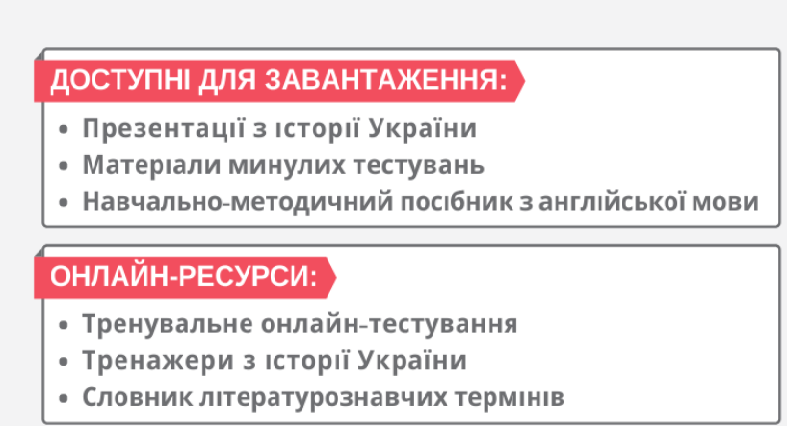 ДОСТУПНІ ДЛЯ ЗАВАНТАЖЕННЯ:
• Презентації з історії України
• Матеріали минулих тестувань
• Навчально-методичний посібник з англійської мови
ОНЛАЙН-РЕСУРСИ:
• Тренувальне онлайн-тестування
• Тренажери з історії України
• Словник літературознавчих термінів